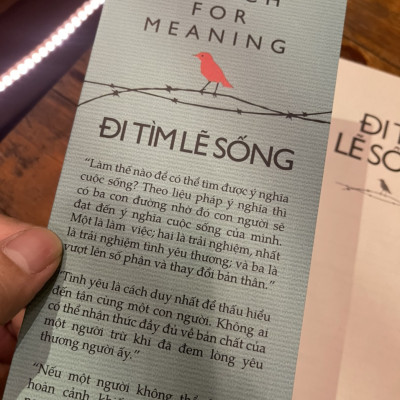 FOR
MEANING
ĐI TÌM LẼ SỐNG
“Làm thế nào để có thể tìm được ý nghĩa
cuộc sống? Theo liệu pháp ý nghĩa thì
có ba con đường nhờ đó con người sẽ
đạt đến ý nghĩa cuộc sống của mình.
Một là làm việc; hai là trải nghiệm, nhất
là trải nghiệm tình yêu thương; và ba là
vượt lên số phận và thay đổi bản thân.”
“Tình yêu là cách duy nhất để thấu hiểu
đến tận cùng một con người. Không ai
có thể nhận thức đầy đủ về bản chất của
một người trừ khi đã đem lòng yêu
thương người ấy.”
“Nếu một người không
hoàn cảnh
ĐI TÌM
LẼ SỐ